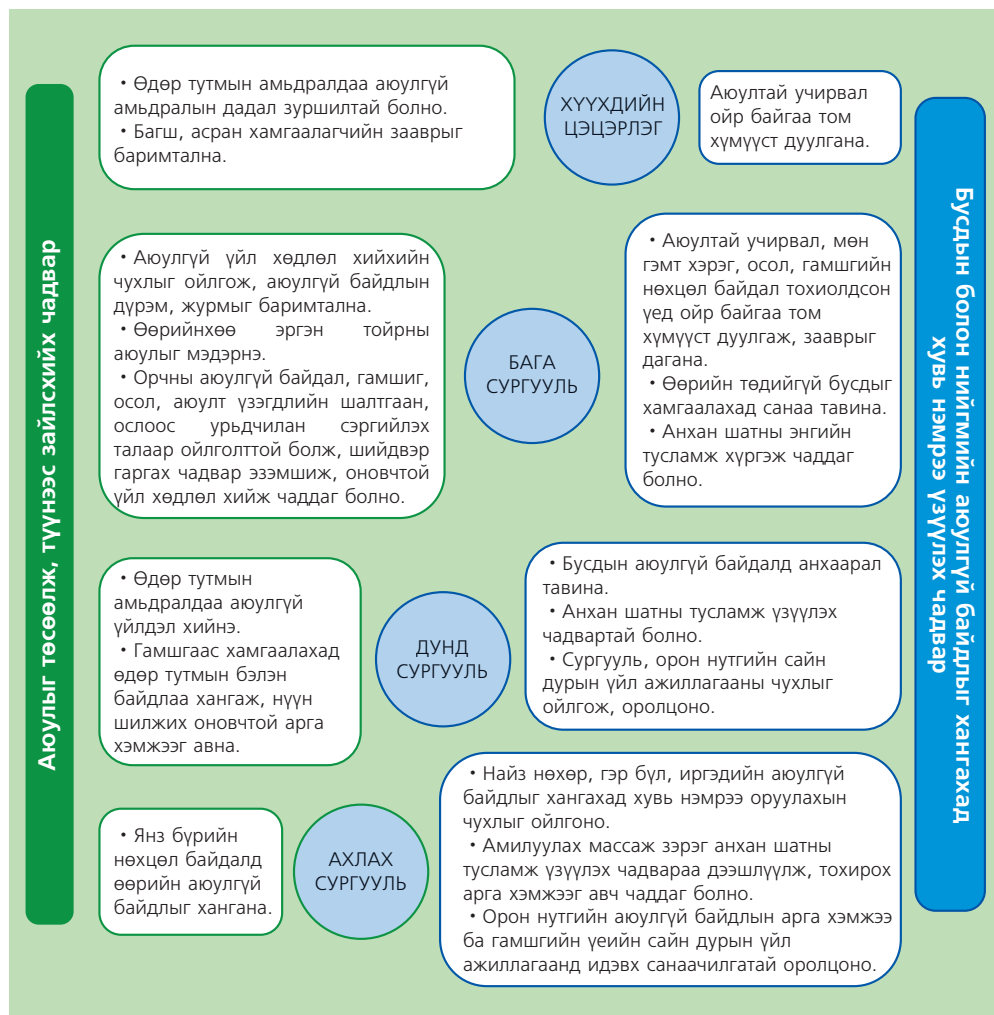 Аюулыг төсөөлж, түүнээс зайлсхийх чадвар
• Өдөр тутмын амьдралдаа аюулгүй
амьдралын дадал зуршилтай болно.
• Багш, асран хамгаалагчийн зааврыг
баримтална.
ХҮҮХДИЙН
ЦЭЦЭРЛЭГ
Аюултай учирвал
ойр байгаа том
хүмүүст дуулгана.
• Аюулгүй үйл хөдлөл хийхийн
чухлыг ойлгож, аюулгүй байдлын
дүрэм, журмыг баримтална.
• Өөрийнхөө эргэн тойрны
аюулыг мэдэрнэ.
• Орчны аюулгүй байдал, гамшиг,
осол, аюулт үзэгдлийн шалтгаан,
ослоос урьдчилан сэргийлэх
талаар ойлголттой болж, шийдвэр
гаргах чадвар эзэмшиж, оновчтой
үйл хөдлөл хийж чаддаг болно.
БАГА
СУРГУУЛЬ
• Аюултай учирвал, мөн
гэмт хэрэг, осол, гамшгийн
нөхцөл байдал тохиолдсон
үед ойр байгаа том
хүмүүст дуулгаж, зааврыг
дагана.
• Өөрийн төдийгүй бусдыг
хамгаалахад санаа тавина.
• Анхан шатны энгийн
тусламж хүргэж чаддаг
болно.
• Өдөр тутмын
амьдралдаа аюулгүй
үйлдэл хийнэ.
• Гамшгаас хамгаалахад
өдөр тутмын бэлэн
байдлаа хангаж, нүүн
шилжих оновчтой арга
хэмжээг авна.
ДУНД
СУРГУУЛЬ
• Бусдын аюулгүй байдалд анхаарал
тавина.
• Анхан шатны тусламж үзүүлэх
чадвартай болно.
• Сургууль, орон нутгийн сайн
дурын үйл ажиллагааны чухлыг
ойлгож, оролцоно.
• Янз бүрийн
нөхцөл байдалд
өөрийн аюулгүй
байдлыг хангана.
АХЛАХ
СУРГУУЛЬ
• Найз нөхөр, гэр бүл, иргэдийн аюулгүй
байдлыг хангахад хувь нэмрээ оруулахын
чухлыг ойлгоно.
• Амилуулах массаж зэрэг анхан шатны
тусламж үзүүлэх чадвараа дээшлүүлж, тохирох
арга хэмжээг авч чаддаг болно.
• Орон нутгийн аюулгүй байдлын арга хэмжээ
ба гамшгийн үеийн сайн дурын үйл
ажиллагаанд идэвх санаачилгатай оролцоно.
Бусдын болон нийгмийн аюулгүй байдлыг хангахад
хувь нэмрээ үзүүлэх чадвар